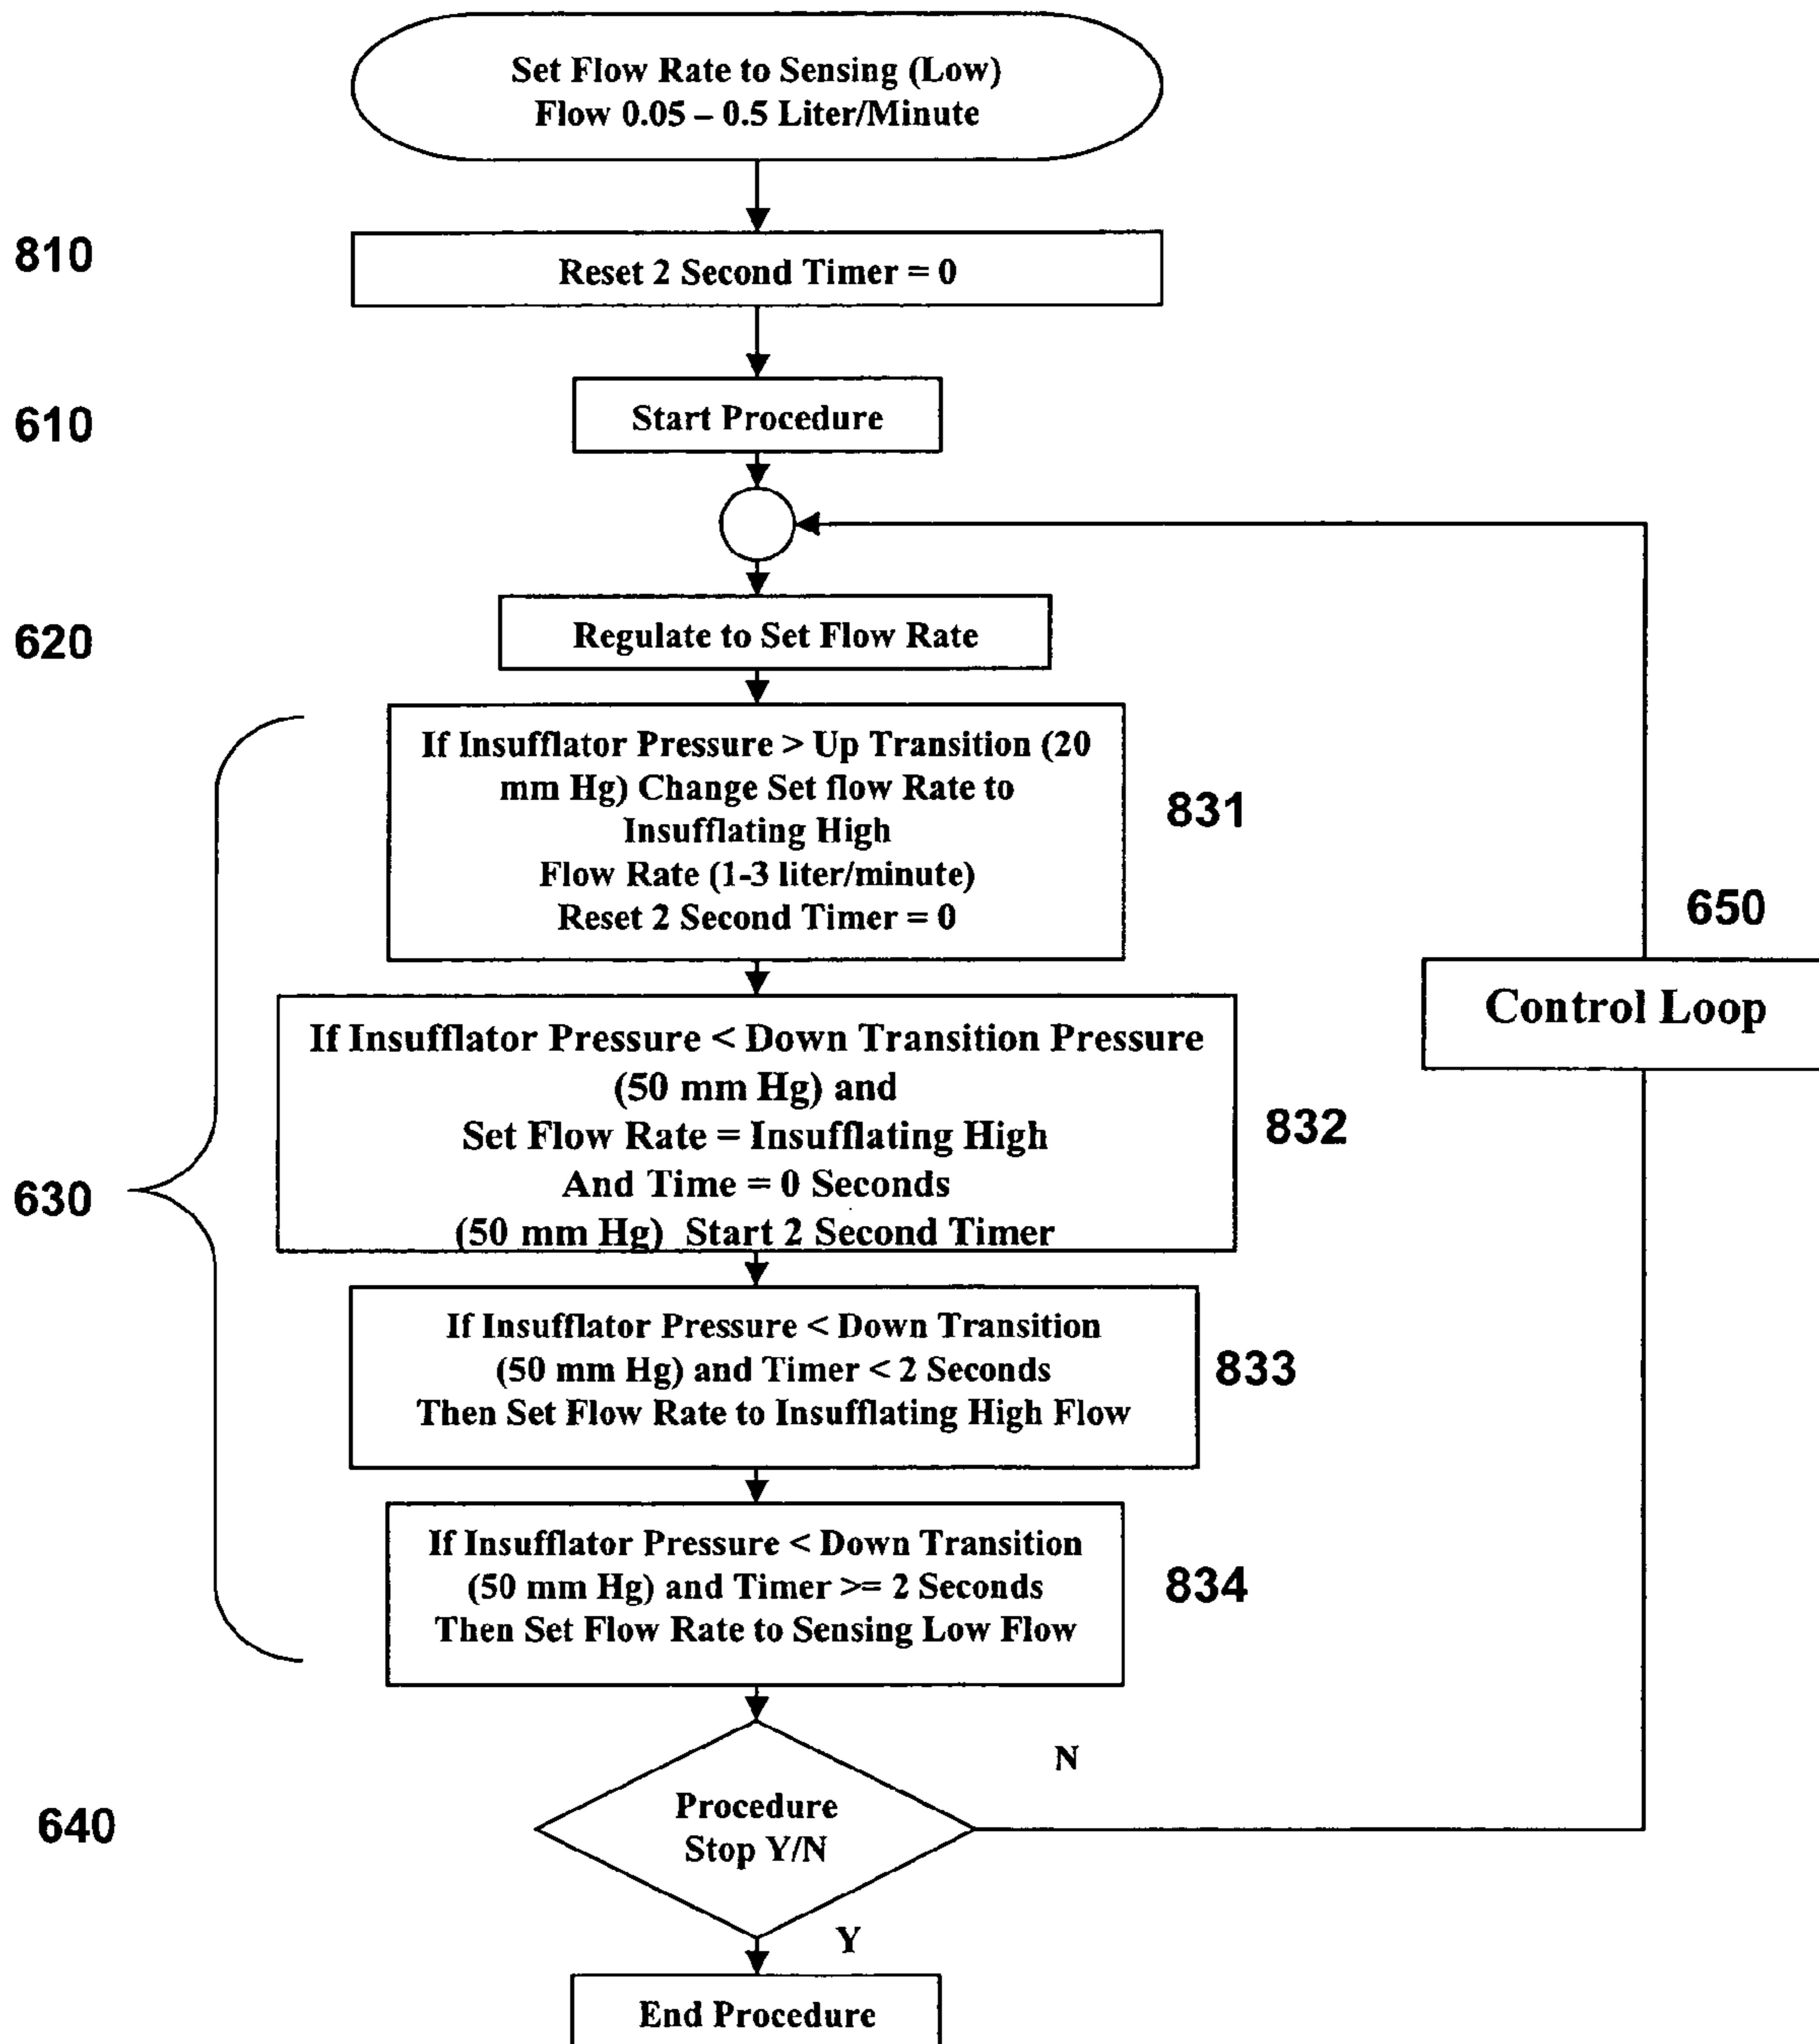 Set Flow Rate to Sensing (Low)
Flow 0.05 – 0.5 Liter/Minute
810
Reset 2 Second Timer = 0
610
Start Procedure
620
Regulate to Set Flow Rate
If Insufflator Pressure > Up Transition (20
mm Hg) Change Set flow Rate to
Insufflating High
Flow Rate (1-3 liter/minute)
Reset 2 Second Timer = 0
831
650
Control Loop
If Insufflator Pressure < Down Transition Pressure
(50 mm Hg) and
Set Flow Rate = Insufflating High
And Time = 0 Seconds
(50 mm Hg) Start 2 Second Timer
832
630
If Insufflator Pressure < Down Transition
(50 mm Hg) and Timer < 2 Seconds
Then Set Flow Rate to Insufflating High Flow
833
If Insufflator Pressure < Down Transition
(50 mm Hg) and Timer >= 2 Seconds
Then Set Flow Rate to Sensing Low Flow
834
N
640
Procedure
Stop Y/N
Y
End Procedure